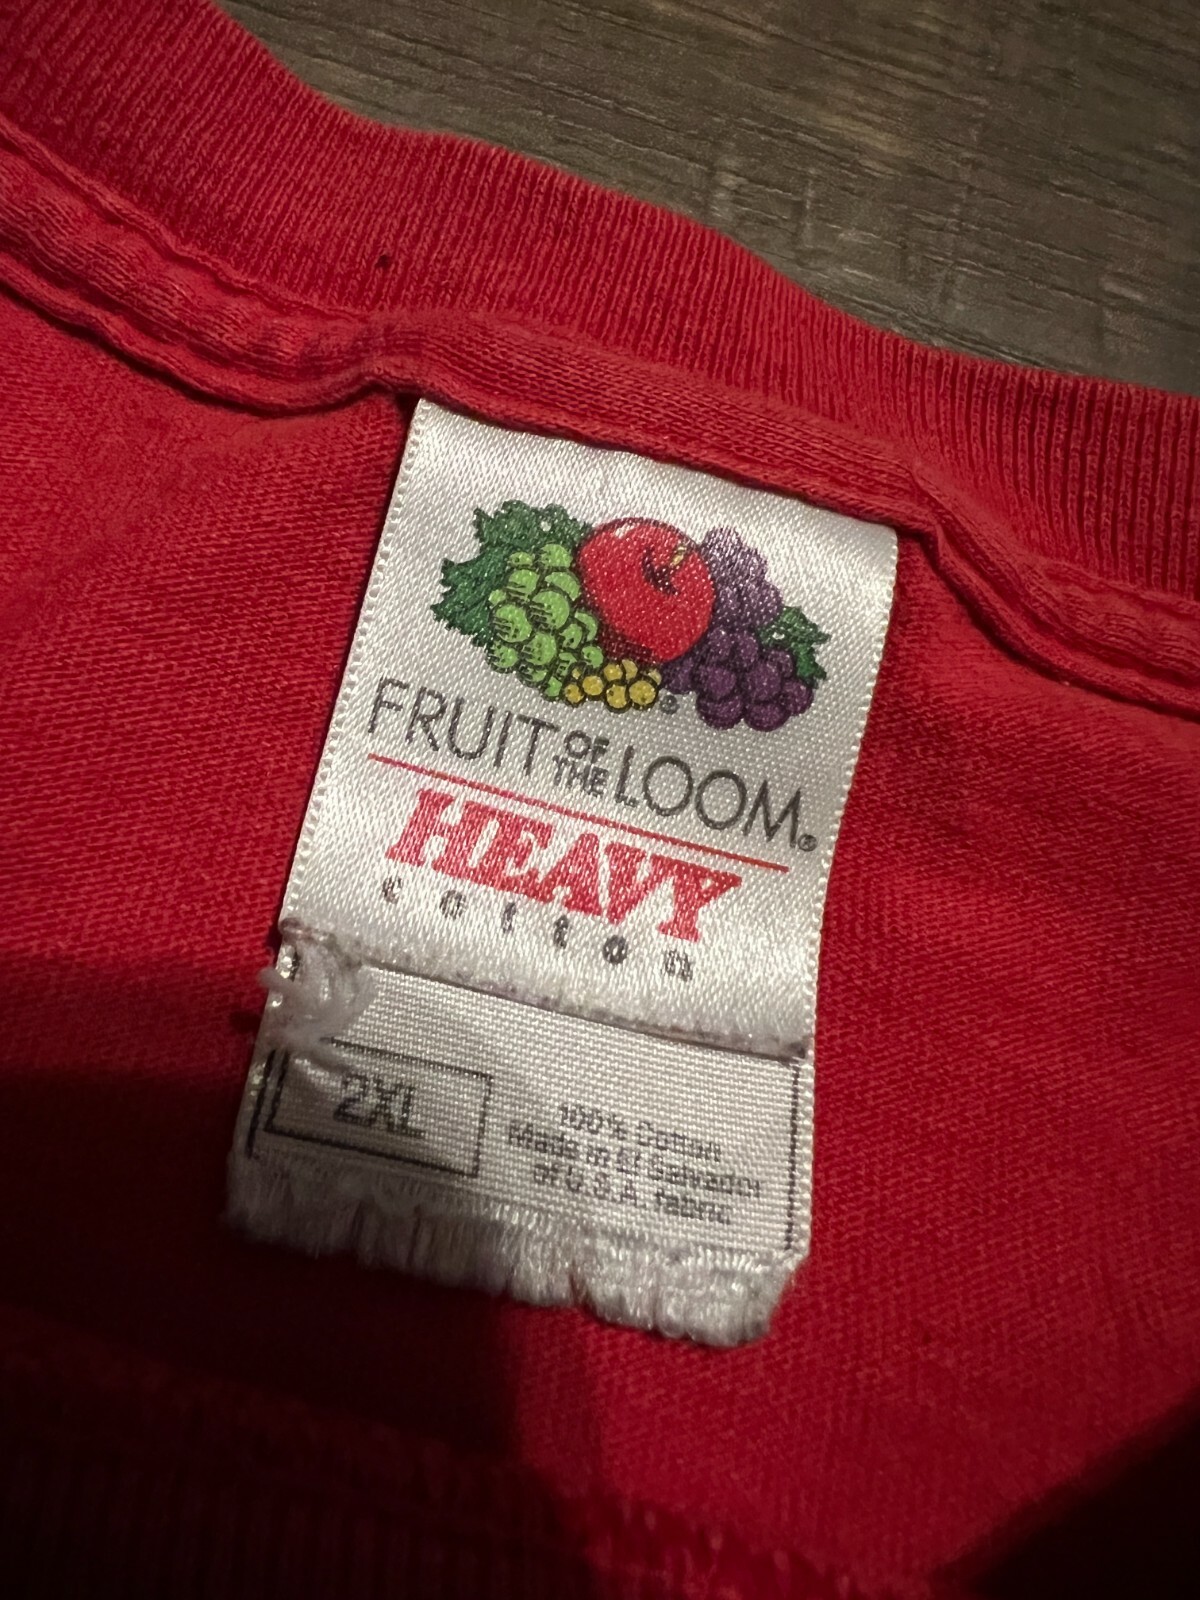 FRUIT OF THE LOOM®
HEAVY
cotton
2XL
100% Cotton
Made in El Salvador
of U.S.A. fabric